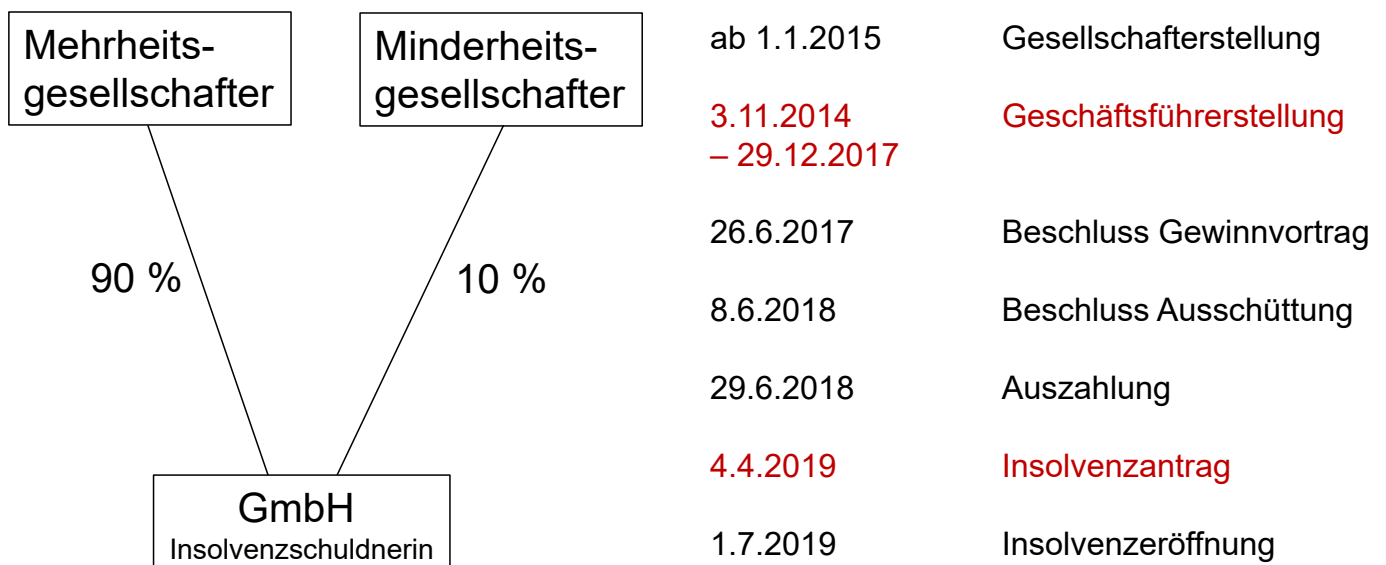 Mehrheits-
gesellschafter
Minderheits-
gesellschafter
90 %
10 %
GmbH
Insolvenzschuldnerin
ab 1.1.2015 Gesellschafterstellung
3.11.2014 Geschäftsführerstellung
– 29.12.2017
26.6.2017 Beschluss Gewinnvortrag
8.6.2018 Beschluss Ausschüttung
29.6.2018 Auszahlung
4.4.2019 Insolvenzantrag
1.7.2019 Insolvenzeröffnung